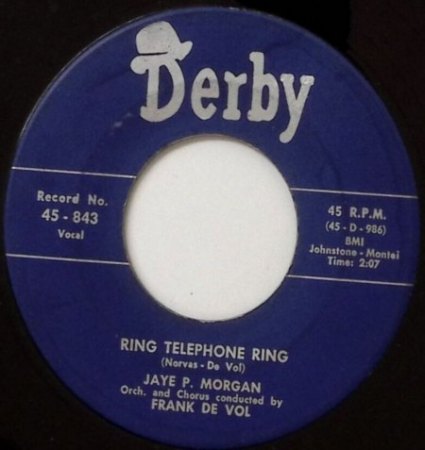 Derby
Record No.
45 - 843
Vocal
45 R.P.M.
(45 - D - 986)
BMI
Johnstone - Montei
Time: 2:07
RING TELEPHONE RING
(Norvas - De Vol)
JAYE P. MORGAN
Orch. and Chorus conducted by
FRANK DE VOL